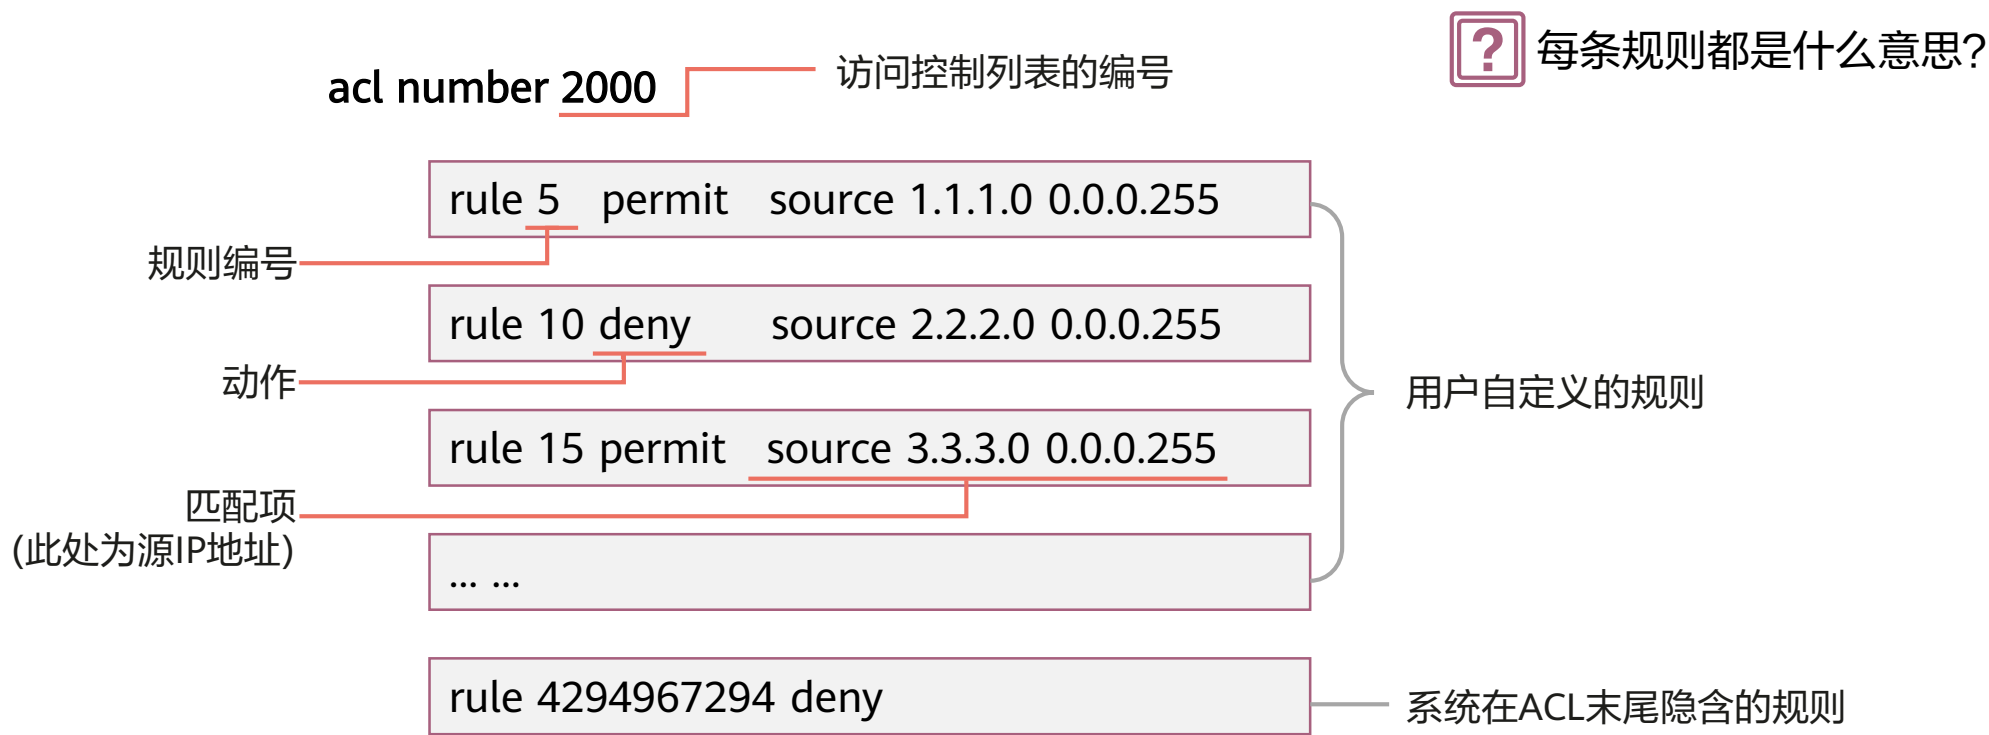 每条规则都是什么意思?
acl number 2000
访问控制列表的编号
rule 5 permit source 1.1.1.0 0.0.0.255
规则编号
rule 10 deny source 2.2.2.0 0.0.0.255
动作
用户自定义的规则
rule 15 permit source 3.3.3.0 0.0.0.255
匹配项
(此处为源IP地址)
... ...
rule 4294967294 deny
系统在ACL末尾隐含的规则